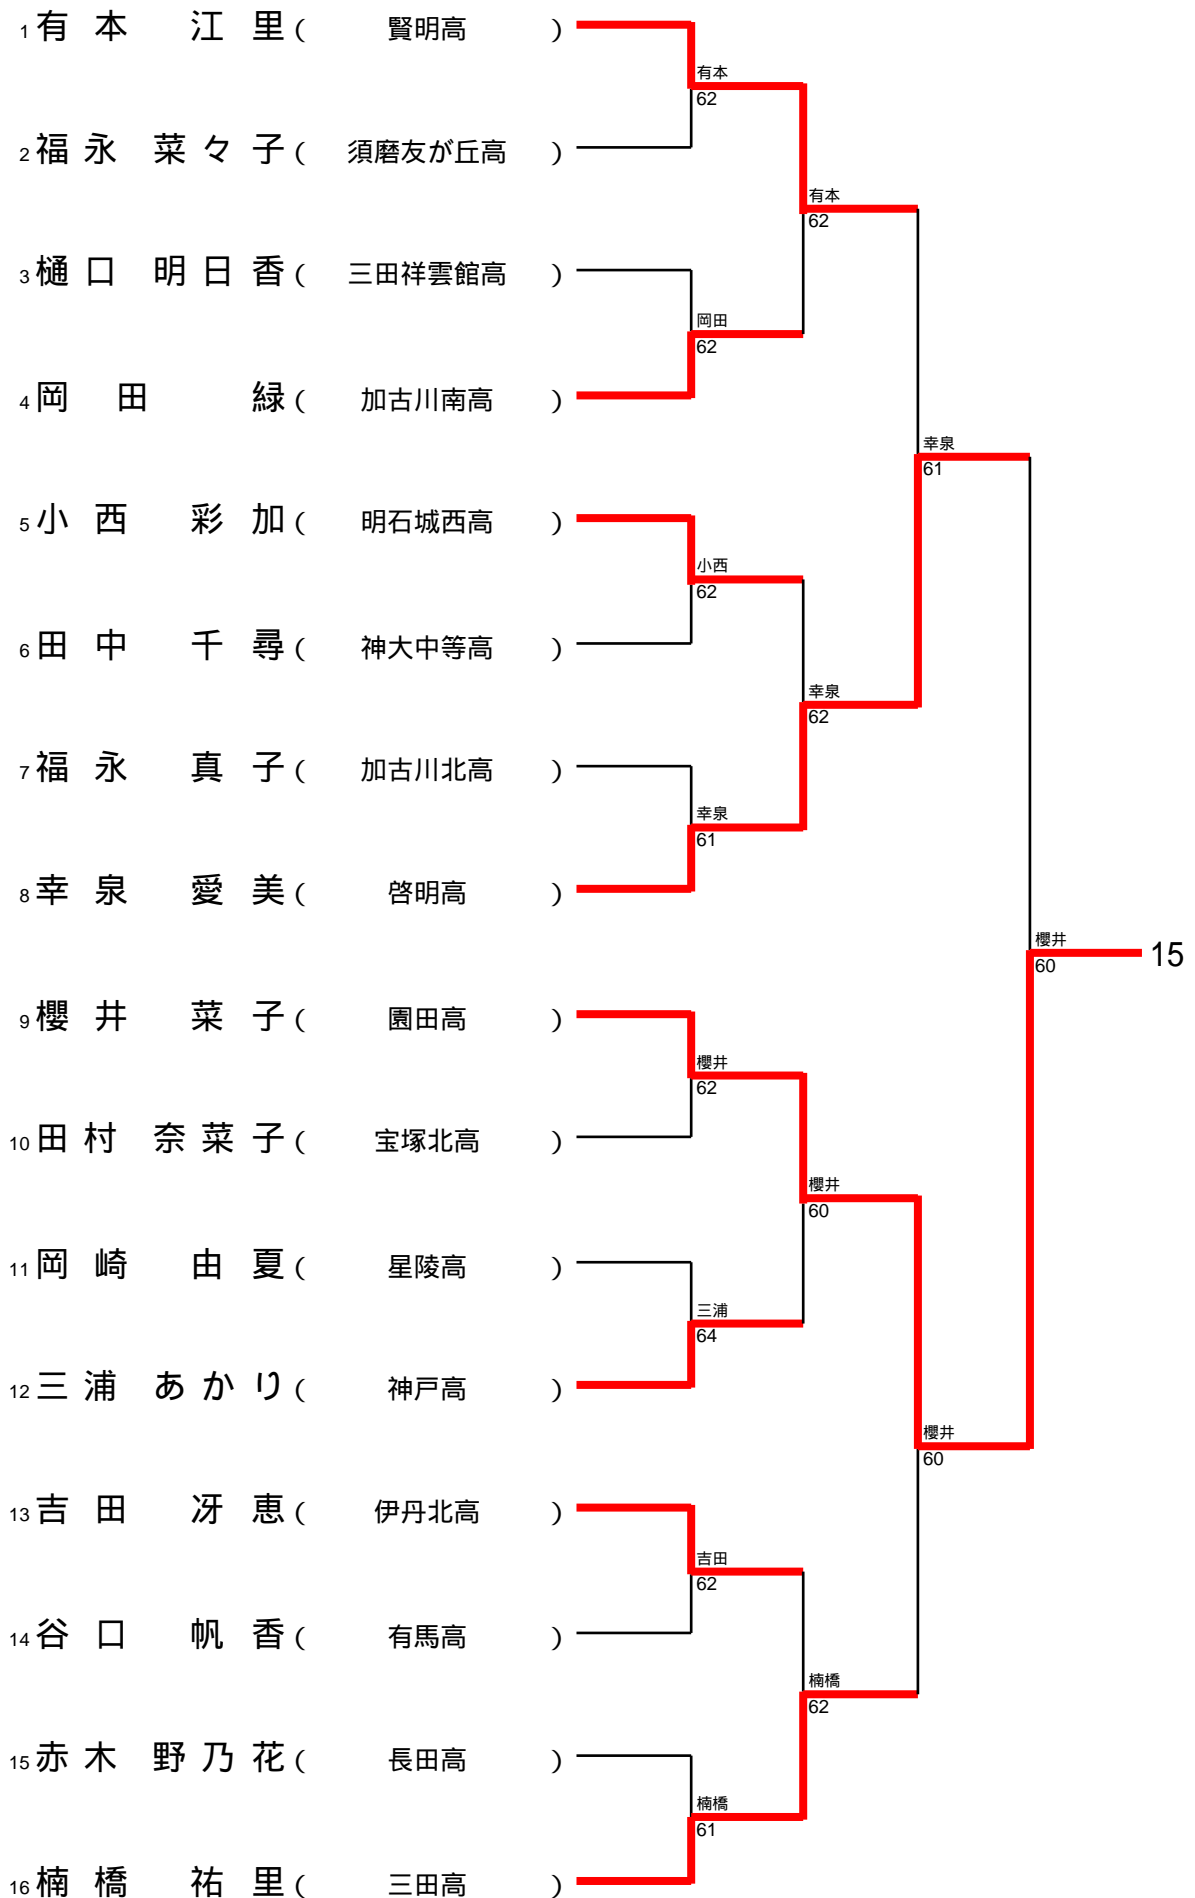 1 有本 江里 ( 賢明高 )
有本
62
2 福永 菜々子 ( 須磨友が丘高 )
有本
62
3 樋口 明日香 ( 三田祥雲館高 )
岡田
62
4 岡田 緑 ( 加古川南高 )
幸泉
61
5 小西 彩加 ( 明石城西高 )
小西
62
6 田中 千尋 ( 神大中等高 )
幸泉
62
7 福永 真子 ( 加古川北高 )
幸泉
61
8 幸泉 愛美 ( 啓明高 )
櫻井
60
15
9 櫻井 菜子 ( 園田高 )
櫻井
62
10 田村 奈菜子 ( 宝塚北高 )
櫻井
60
11 岡崎 由夏 ( 星陵高 )
三浦
64
12 三浦 あかり ( 神戸高 )
櫻井
60
13 吉田 冴恵 ( 伊丹北高 )
吉田
62
14 谷口 帆香 ( 有馬高 )
楠橋
62
15 赤木 野乃花 ( 長田高 )
楠橋
61
16 楠橋 祐里 ( 三田高 )